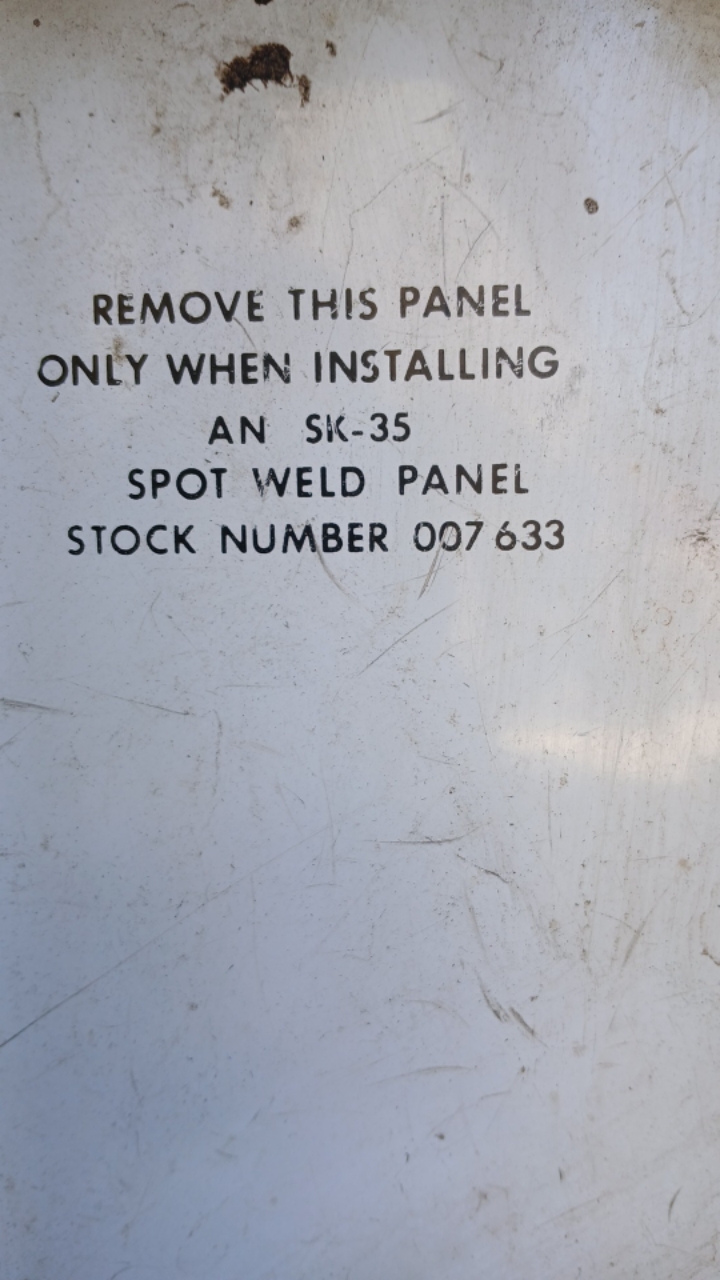 REMOVE THIS PANEL
ONLY WHEN INSTALLING
AN SK-35
SPOT WELD PANEL
STOCK NUMBER 007 633